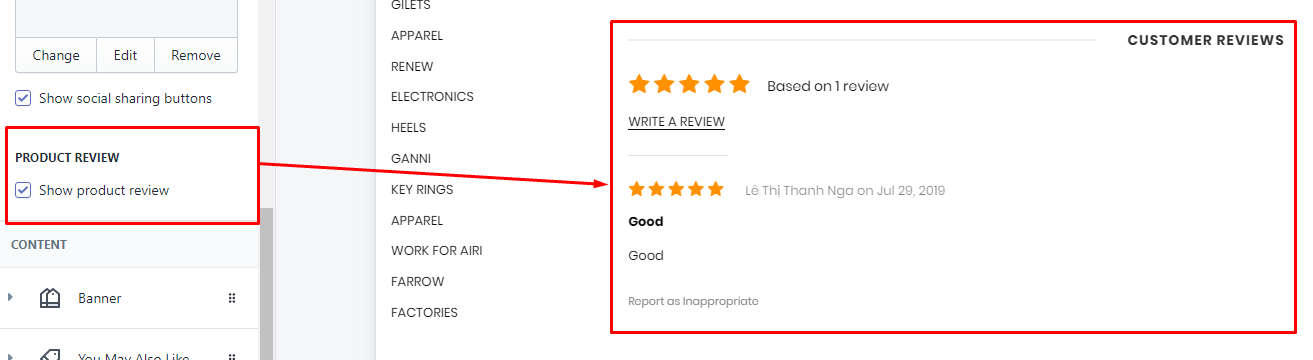 Change Edit Remove
Show social sharing buttons
PRODUCT REVIEW
Show product review
CONTENT
Banner
You May Also Like
GILETS
APPAREL
RENEW
ELECTRONICS
HEELS
GANNI
KEY RINGS
APPAREL
WORK FOR AIRI
FARROW
FACTORIES
CUSTOMER REVIEWS
Based on 1 review
WRITE A REVIEW
Lê Thị Thanh Nga on Jul 29, 2019
Good
Good
Report as Inappropriate